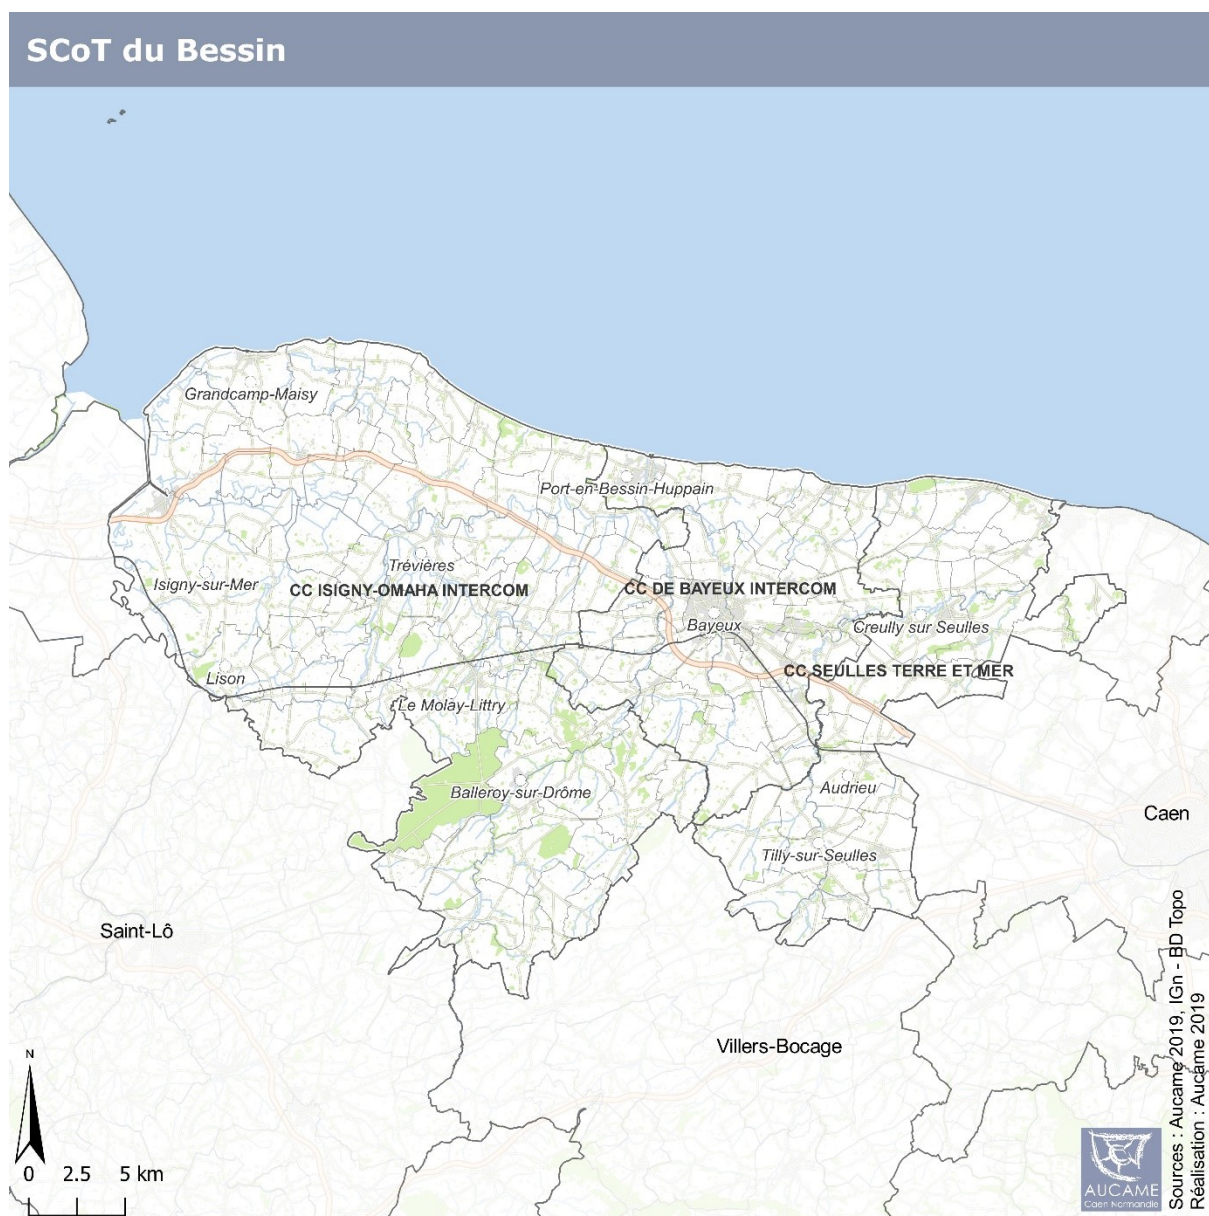 SCoT du Bessin
Grandcamp-Maisy
Port-en-Bessin-Huppain
Trévières
Isigny-sur-Mer
CC ISIGNY-OMAHA INTERCOM
CC DE BAYEUX INTERCOM
Bayeux
Creully sur Seulles
CC SEULLES TERRE ET MER
Lison
Le Molay-Littry
Balleroy-sur-Drôme
Audrieu
Caen
Tilly-sur-Seulles
Saint-Lô
Villers-Bocage
N
0 2.5 5 km
AUCAME
Caen Normandie
Sources : Aucame 2019, IGn - BD Topo
Réalisation : Aucame 2019